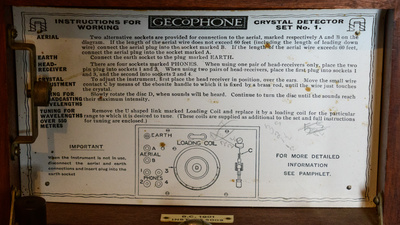 INSTRUCTIONS FOR WORKING
GECOPHONE
CRYSTAL DETECTOR SET No. 1.
AERIAL Two alternative sockets are provided for connection to the aerial, marked respectively A and B on the
diagram. If the length of the aerial wire does not exceed 60 feet (including the length of leading down
wire) connect the aerial plug into the socket marked B. If the length of the aerial wire exceeds 60 feet,
connect the aerial plug into the socket marked A.
EARTH Connect the earth socket to the plug marked EARTH.
HEAD- There are four sockets marked PHONES. When using one pair of head-receivers only, place the two
RECEIVER pin plug into sockets 1 and 2. When using two pairs of head receivers, place the first plug into sockets 1
and 3, and the second into sockets 2 and 4.
CRYSTAL To adjust the instrument, first place the head receiver in position, over the ears. Move the small wire
ADJUSTMENT contact C by means of the ebonite handle to which it is fixed by a brass rod, until the wire just touches
the crystal.
TUNING FOR Slowly rotate the disc D, when sounds will be heard. Continue to turn the disc until the sounds reach
BROADCASTING their maximum intensity.
WAVELENGTHS
TUNING FOR Remove the U shaped link marked Loading Coil and replace it by a loading coil for the particular
WAVELENGTHS range to which it is desired to tune. (These coils are supplied as additional to the set and full instructions
OVER 500 for tuning are enclosed.)
METRES
IMPORTANT
When the instrument is not in use,
disconnect the aerial and earth
connections and insert plug into the
earth socket
EARTH
LOADING COIL
AERIAL
A
B
C
D
PHONES
1
3
FOR MORE DETAILED
INFORMATION
SEE PAMPHLET.
B.C. 1501